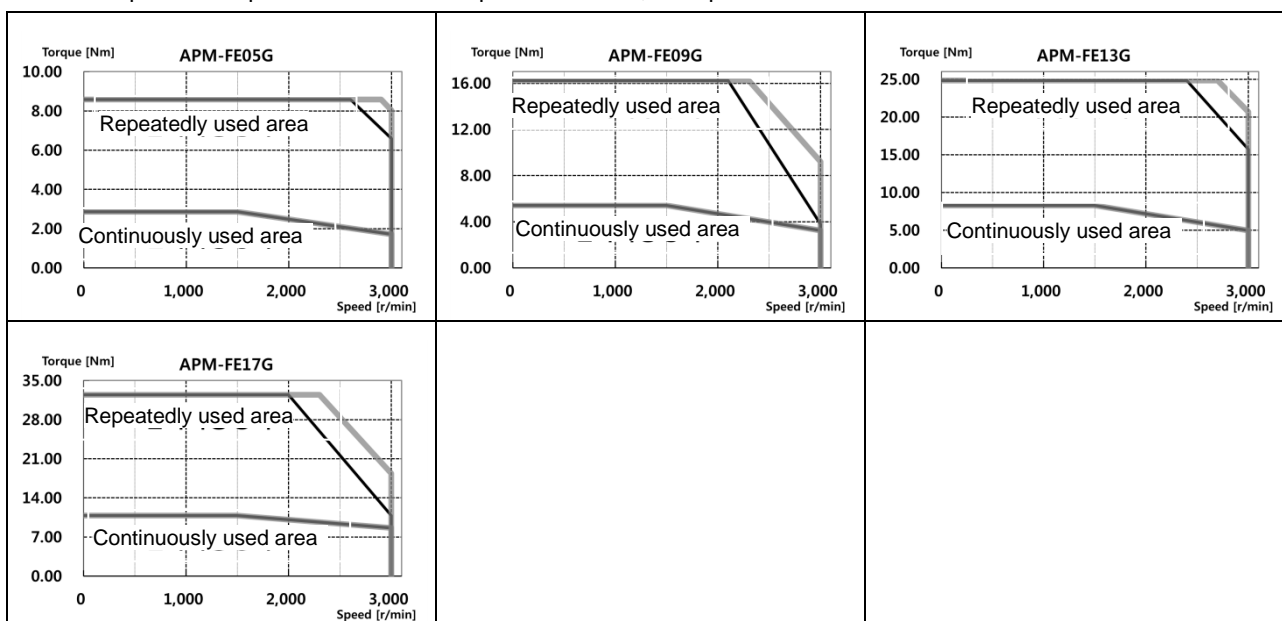 Torque [Nm] APM-FE05G
10.00
8.00
Repeatedly used area
6.00
4.00
2.00
Continuously used area
0.00
0 1,000 2,000 3,000
Speed [r/min]
Torque [Nm] APM-FE09G
16.00
Repeatedly used area
12.00
8.00
4.00
Continuously used area
0.00
0 1,000 2,000 3,000
Speed [r/min]
Torque [Nm] APM-FE13G
25.00
Repeatedly used area
20.00
15.00
10.00
5.00
Continuously used area
0.00
0 1,000 2,000 3,000
Speed [r/min]
Torque [Nm] APM-FE17G
35.00
Repeatedly used area
28.00
21.00
14.00
7.00
Continuously used area
0.00
0 1,000 2,000 3,000
Speed [r/min]